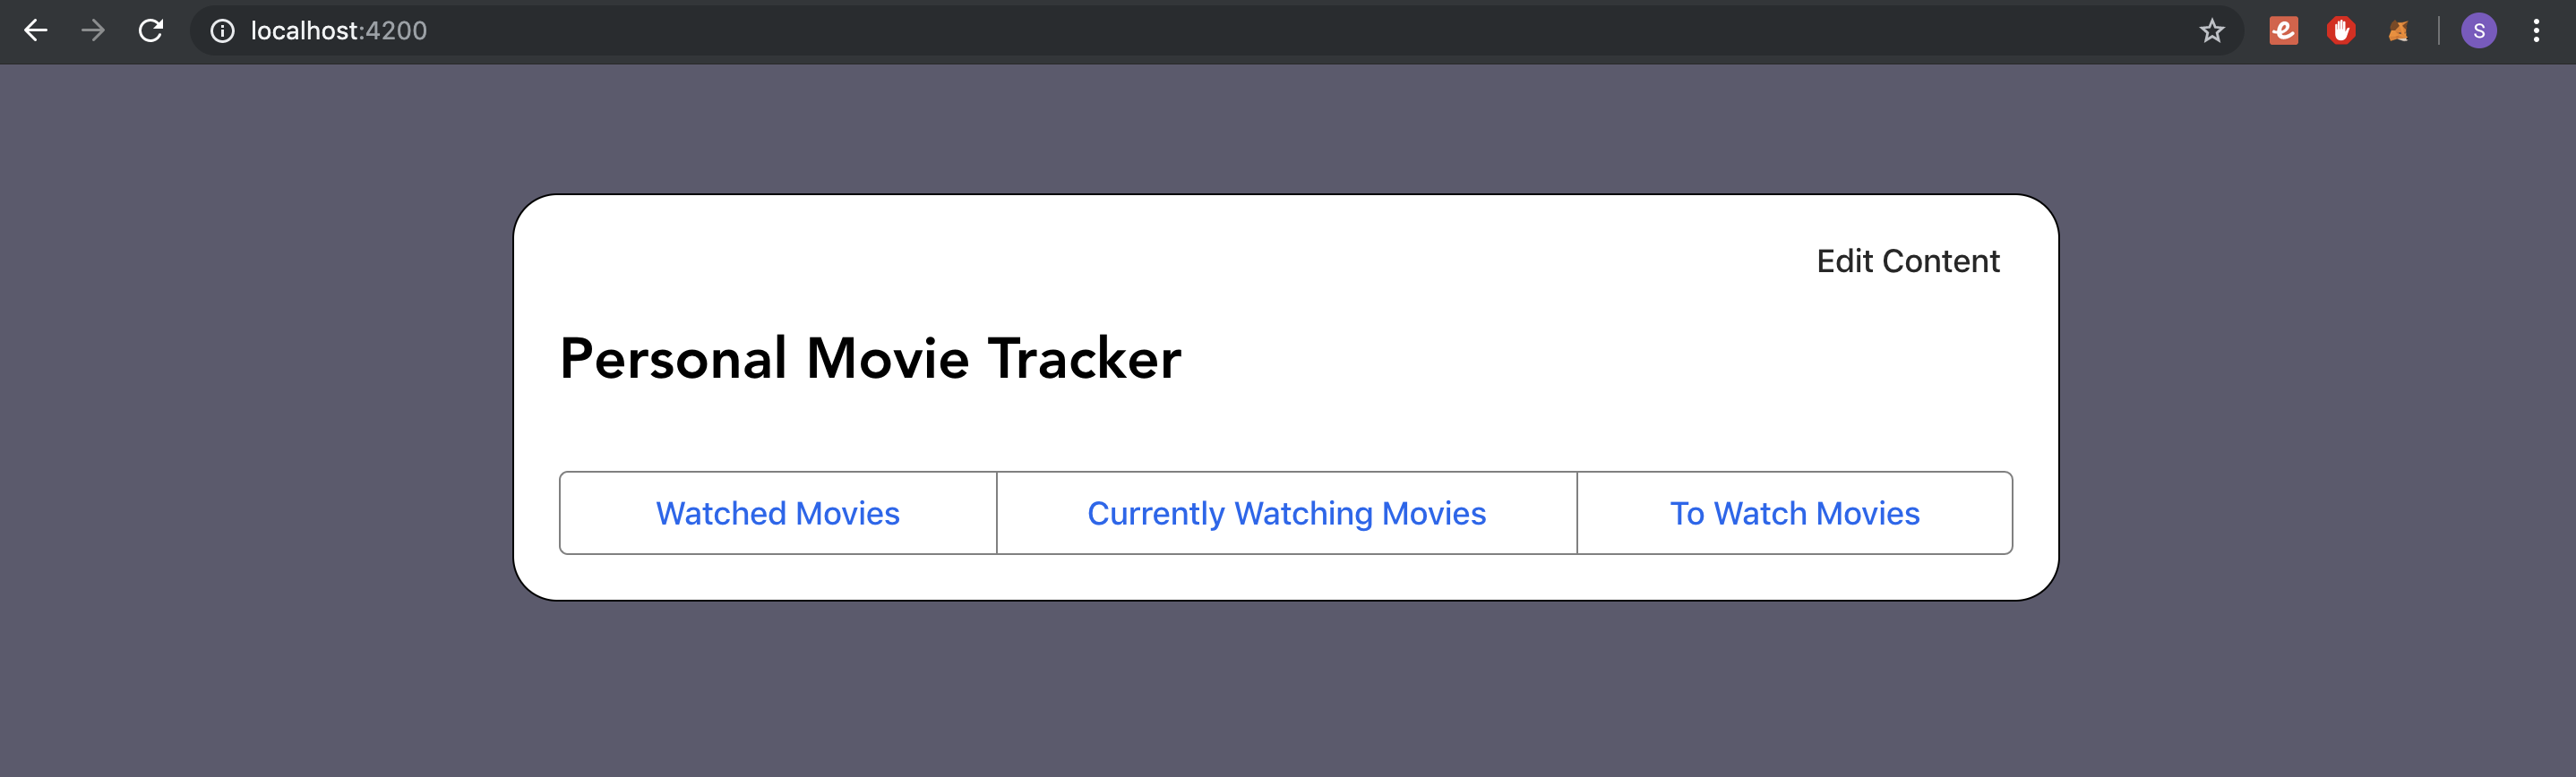 localhost:4200
S
Edit Content
Personal Movie Tracker
Watched Movies
Currently Watching Movies
To Watch Movies